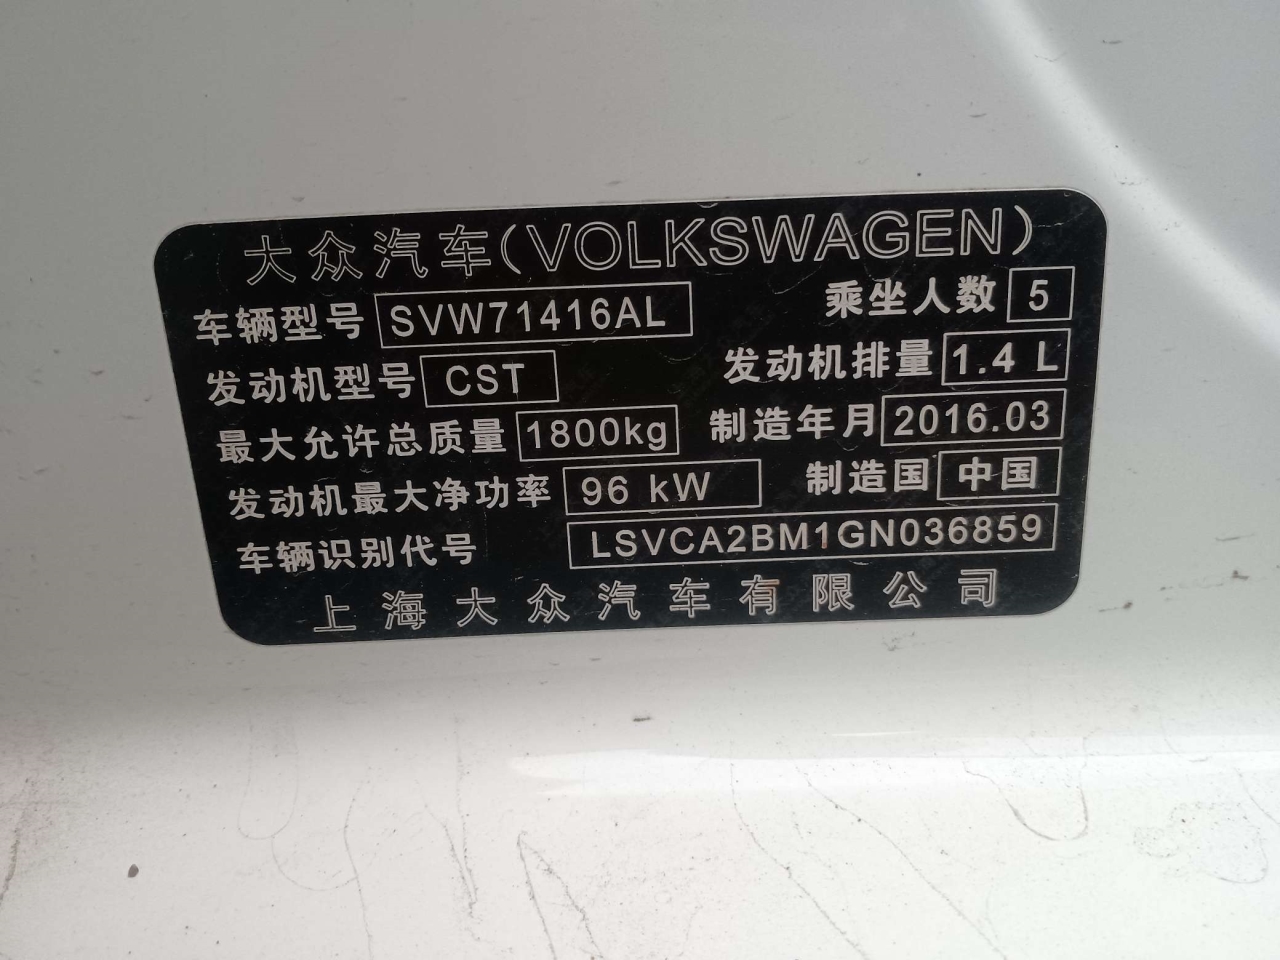 大众汽车(VOLKSWAGEN)
车辆型号 SVW71416AL 乘坐人数 5
发动机型号 CST 发动机排量 1.4 L
最大允许总质量 1800kg 制造年月 2016.03
发动机最大净功率 96 kW 制造国 中国
车辆识别代号 LSVCA2BM1GN036859
上海大众汽车有限公司